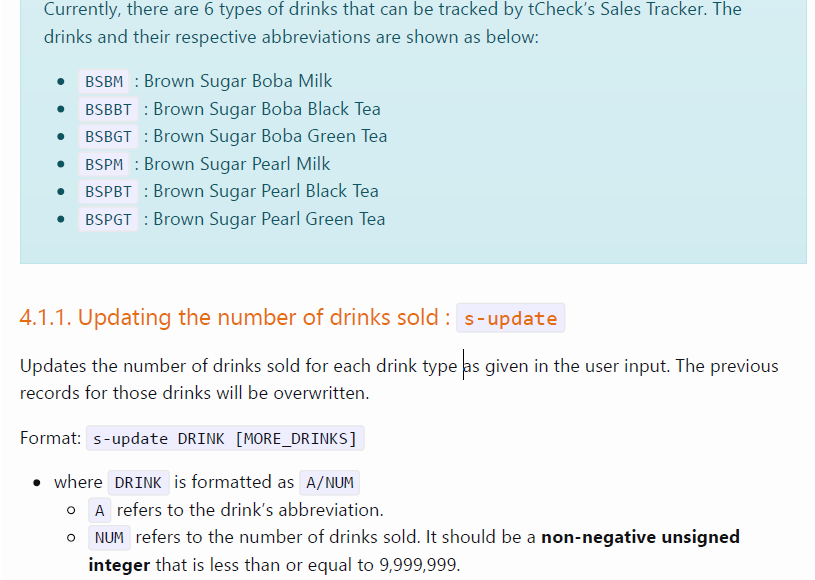 Currently, there are 6 types of drinks that can be tracked by tCheck’s Sales Tracker. The
drinks and their respective abbreviations are shown as below:
BSBM : Brown Sugar Boba Milk
BSBBT : Brown Sugar Boba Black Tea
BSBGT : Brown Sugar Boba Green Tea
BSPM : Brown Sugar Pearl Milk
BSPBT : Brown Sugar Pearl Black Tea
BSPGT : Brown Sugar Pearl Green Tea
4.1.1. Updating the number of drinks sold : s-update
Updates the number of drinks sold for each drink type as given in the user input. The previous
records for those drinks will be overwritten.
Format: s-update DRINK [MORE_DRINKS]
where DRINK is formatted as A/NUM
A refers to the drink’s abbreviation.
NUM refers to the number of drinks sold. It should be a non-negative unsigned
integer that is less than or equal to 9,999,999.